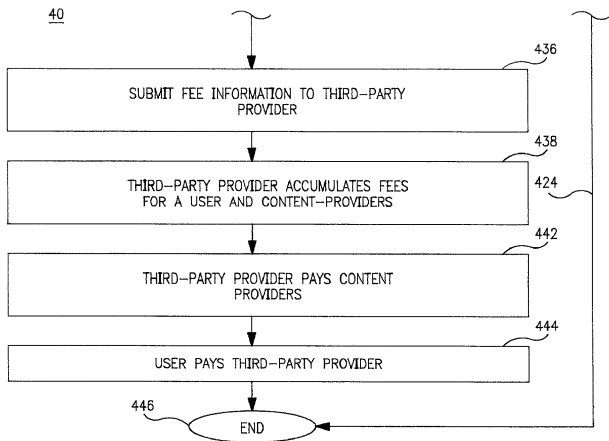 40
436
SUBMIT FEE INFORMATION TO THIRD-PARTY
PROVIDER
438
THIRD-PARTY PROVIDER ACCUMULATES FEES
FOR A USER AND CONTENT-PROVIDERS
424
442
THIRD-PARTY PROVIDER PAYS CONTENT
PROVIDERS
444
USER PAYS THIRD-PARTY PROVIDER
446
END